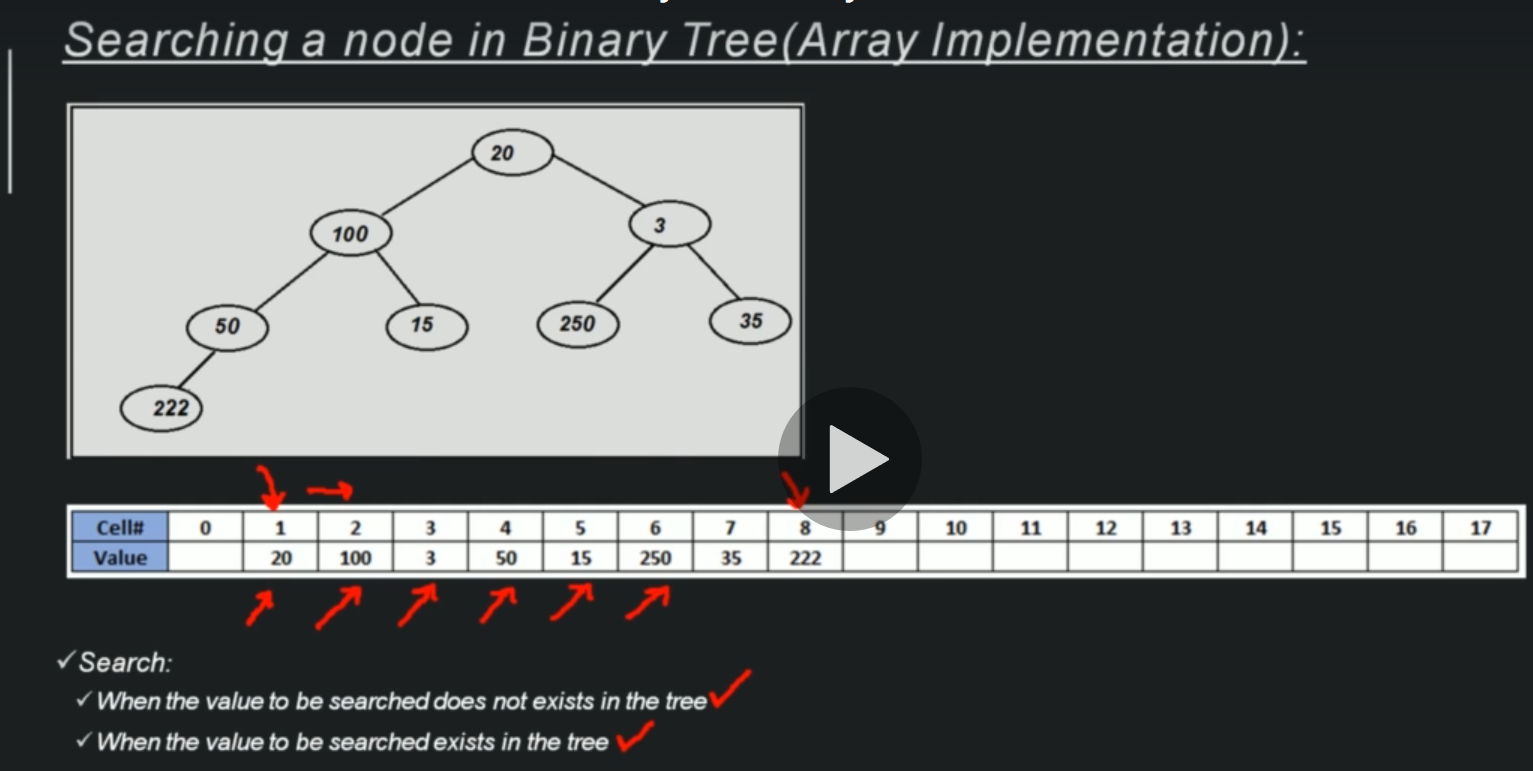 Searching a node in Binary Tree(Array Implementation):
20
100
3
50
15
250
35
222
Cell# 0 1 2 3 4 5 6 7 8 9 10 11 12 13 14 15 16 17
Value 20 100 3 50 15 250 35 222
✓ Search:
✓ When the value to be searched does not exists in the tree
✓ When the value to be searched exists in the tree